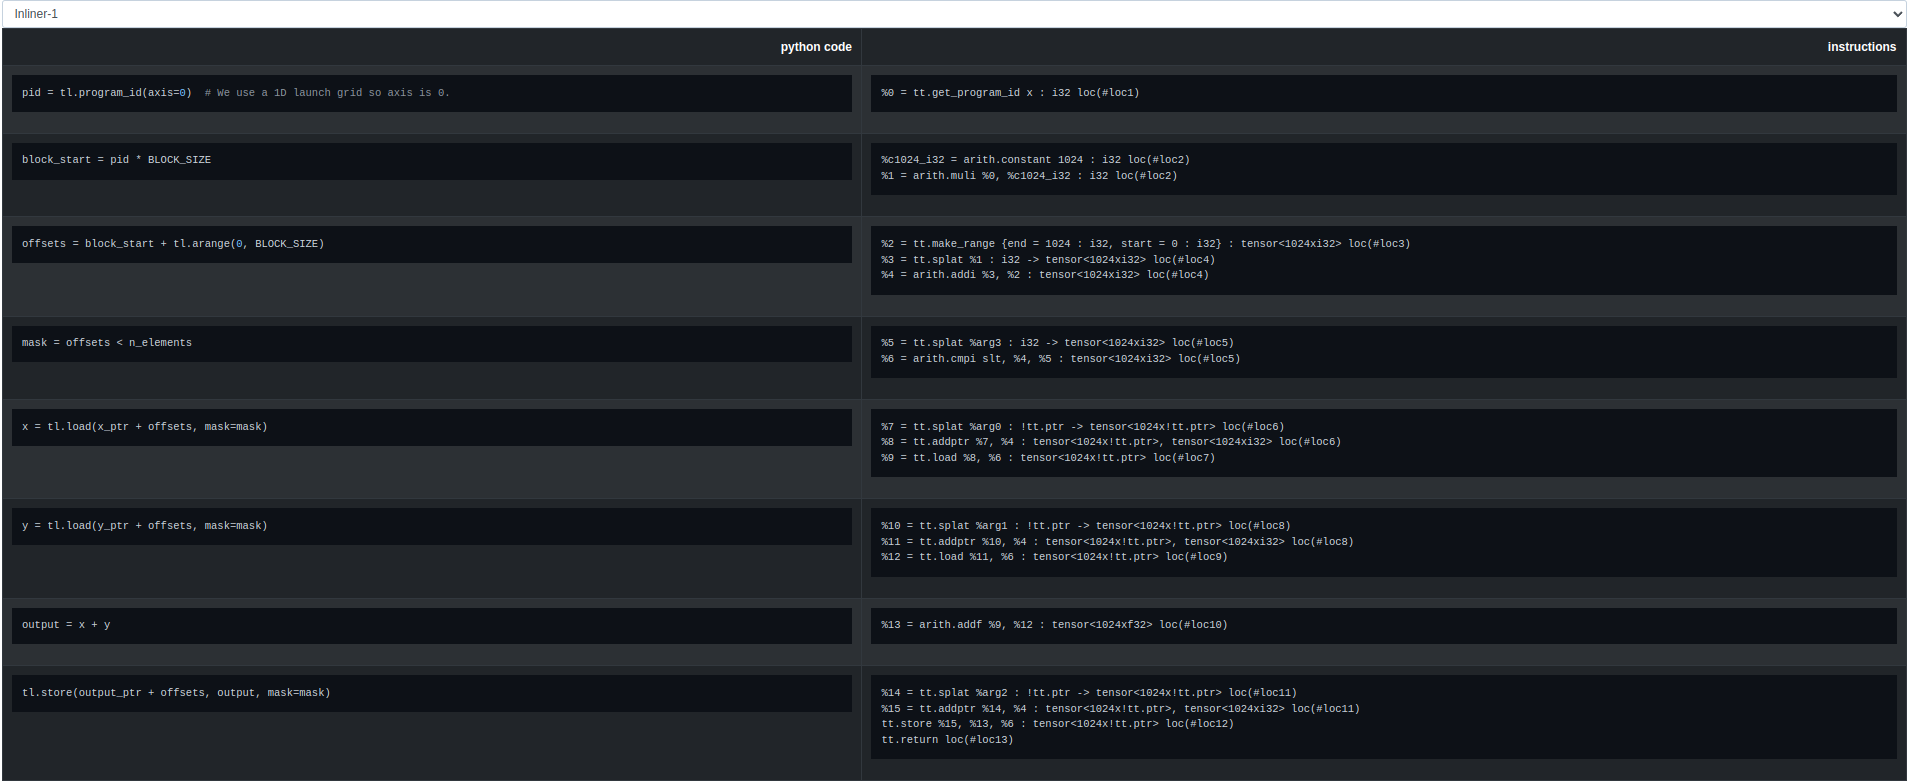 Inliner-1
python code
instructions
pid = tl.program_id(axis=0)  # We use a 1D launch grid so axis is 0.
%0 = tt.get_program_id x : i32 loc(#loc1)
block_start = pid * BLOCK_SIZE
%c1024_i32 = arith.constant 1024 : i32 loc(#loc2)
%1 = arith.muli %0, %c1024_i32 : i32 loc(#loc2)
offsets = block_start + tl.arange(0, BLOCK_SIZE)
%2 = tt.make_range {end = 1024 : i32, start = 0 : i32} : tensor<1024xi32> loc(#loc3)
%3 = tt.splat %1 : i32 -> tensor<1024xi32> loc(#loc4)
%4 = arith.addi %3, %2 : tensor<1024xi32> loc(#loc4)
mask = offsets < n_elements
%5 = tt.splat %arg3 : i32 -> tensor<1024xi32> loc(#loc5)
%6 = arith.cmpi slt, %4, %5 : tensor<1024xi32> loc(#loc5)
x = tl.load(x_ptr + offsets, mask=mask)
%7 = tt.splat %arg0 : !tt.ptr -> tensor<1024x!tt.ptr> loc(#loc6)
%8 = tt.addptr %7, %4 : tensor<1024x!tt.ptr>, tensor<1024xi32> loc(#loc6)
%9 = tt.load %8, %6 : tensor<1024x!tt.ptr> loc(#loc7)
y = tl.load(y_ptr + offsets, mask=mask)
%10 = tt.splat %arg1 : !tt.ptr -> tensor<1024x!tt.ptr> loc(#loc8)
%11 = tt.addptr %10, %4 : tensor<1024x!tt.ptr>, tensor<1024xi32> loc(#loc8)
%12 = tt.load %11, %6 : tensor<1024x!tt.ptr> loc(#loc9)
output = x + y
%13 = arith.addf %9, %12 : tensor<1024xf32> loc(#loc10)
tl.store(output_ptr + offsets, output, mask=mask)
%14 = tt.splat %arg2 : !tt.ptr -> tensor<1024x!tt.ptr> loc(#loc11)
%15 = tt.addptr %14, %4 : tensor<1024x!tt.ptr>, tensor<1024xi32> loc(#loc11)
tt.store %15, %13, %6 : tensor<1024x!tt.ptr> loc(#loc12)
tt.return loc(#loc13)